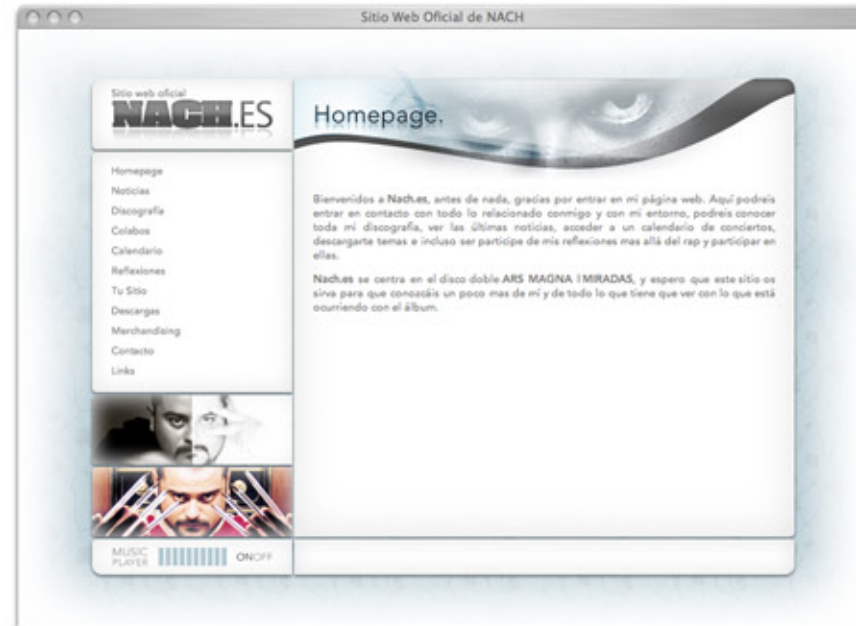 Sitio Web Oficial de NACH
Sitio web oficial
NACH.ES
Homepage.
Homepage
Noticias
Discografía
Colabos
Calendario
Reflexiones
Tu Sitio
Descargas
Merchandising
Contacto
Links
Bienvenidos a Nach.es, antes de nada, gracias por entrar en mi página web. Aquí podreis
entrar en contacto con todo lo relacionado conmigo y con mi entorno, podreis conocer
toda mi discografía, ver las últimas noticias, acceder a un calendario de conciertos,
descargarte temas e incluso ser participe de mis reflexiones mas allá del rap y participar en
ellas.
Nach.es se centra en el disco doble ARS MAGNA | MIRADAS, y espero que este sitio os
sirva para que conozcáis un poco mas de mí y de todo lo que tiene que ver con lo que está
ocurriendo con el álbum.
MUSIC
PLAYER
ONOFF